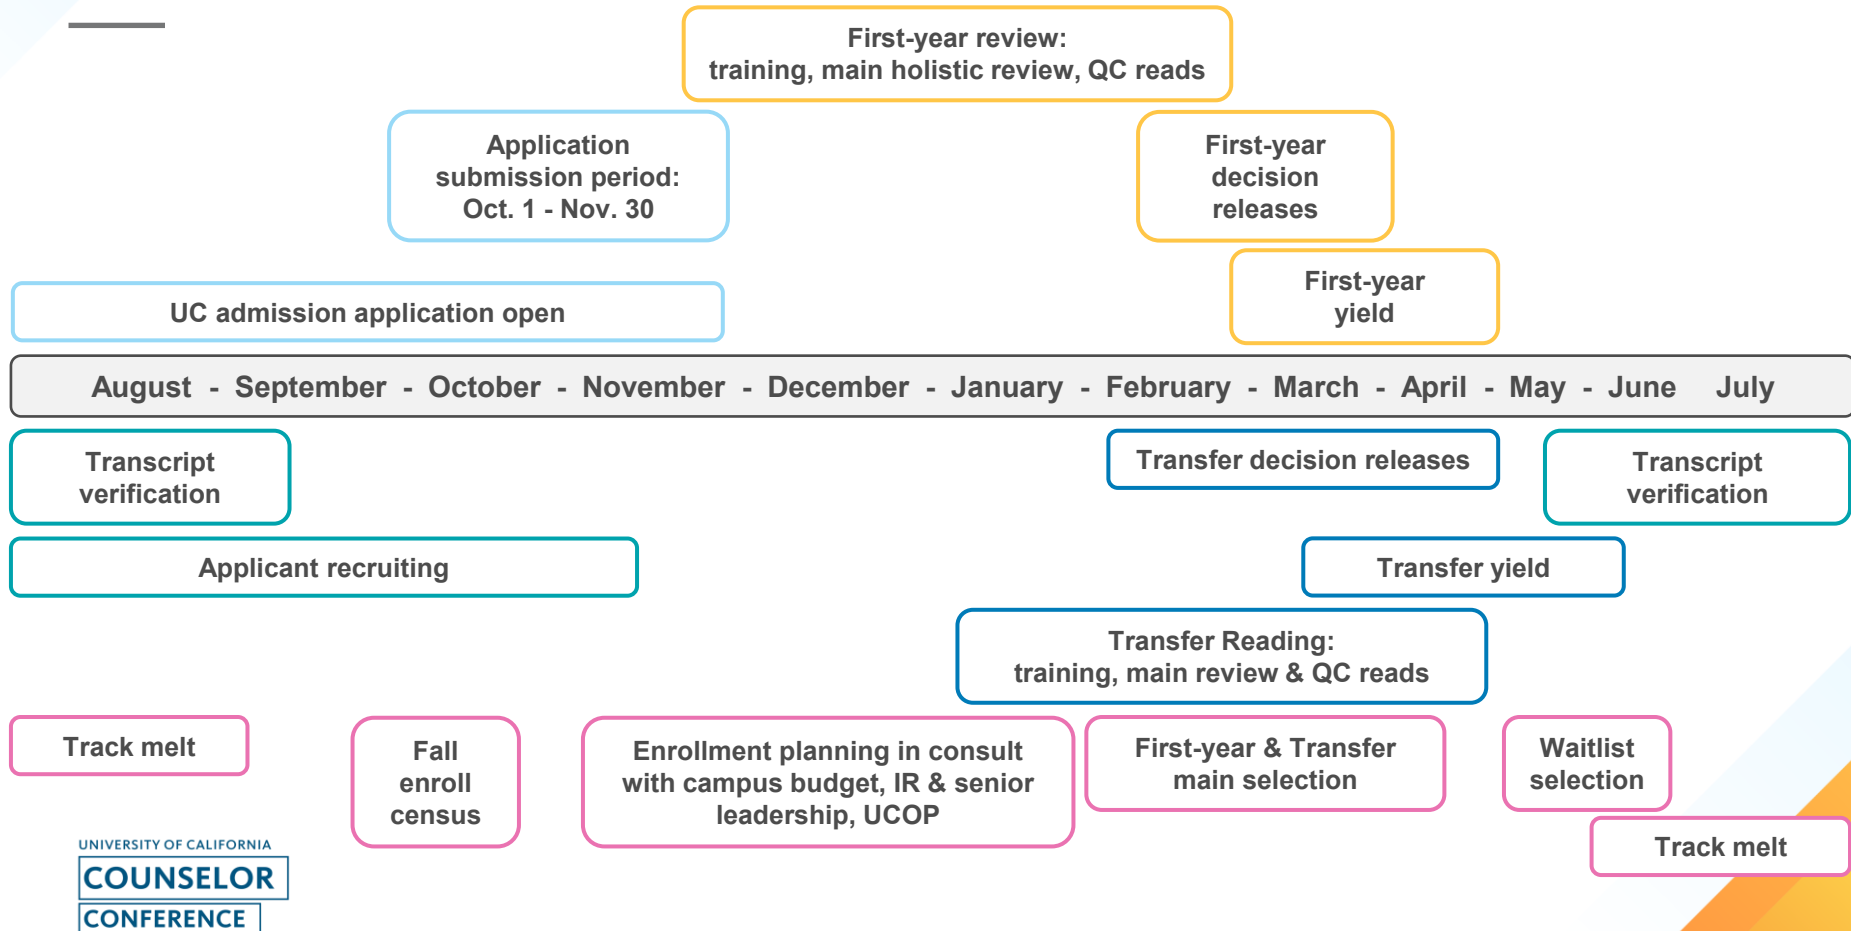 First-year review:
training, main holistic review, QC reads
Application
submission period:
Oct. 1 - Nov. 30
First-year
decision
releases
First-year
yield
UC admission application open
August - September - October - November - December - January - February - March - April - May - June July
Transcript
verification
Transfer decision releases
Transcript
verification
Applicant recruiting
Transfer yield
Transfer Reading:
training, main review & QC reads
Track melt
Fall
enroll
census
Enrollment planning in consult
with campus budget, IR & senior
leadership, UCOP
First-year & Transfer
main selection
Waitlist
selection
Track melt
UNIVERSITY OF CALIFORNIA
COUNSELOR
CONFERENCE